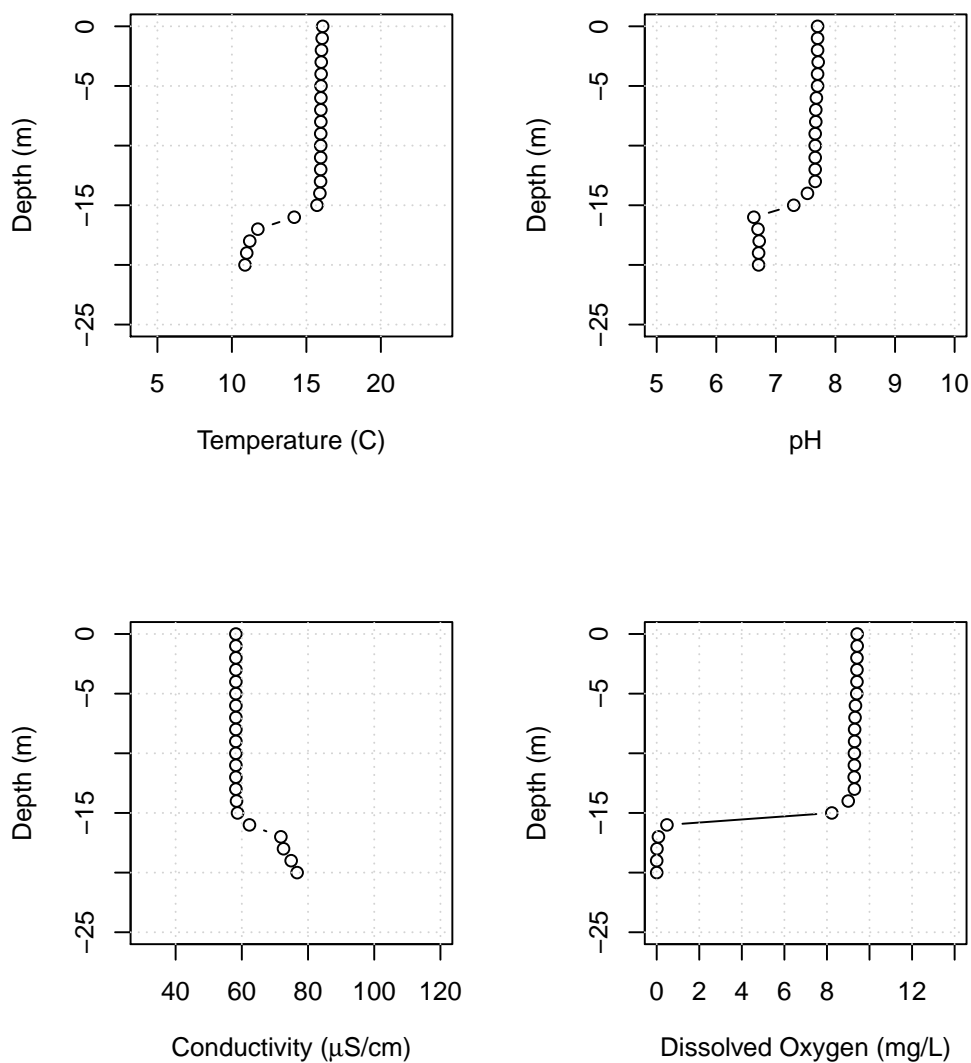 0
−5
−15
−25
Depth (m)
5 10 15 20
Temperature (C)
0
−5
−15
−25
Depth (m)
5 6 7 8 9 10
pH
0
−5
−15
−25
Depth (m)
40 60 80 100 120
Conductivity (μS/cm)
0
−5
−15
−25
Depth (m)
0 2 4 6 8 12
Dissolved Oxygen (mg/L)